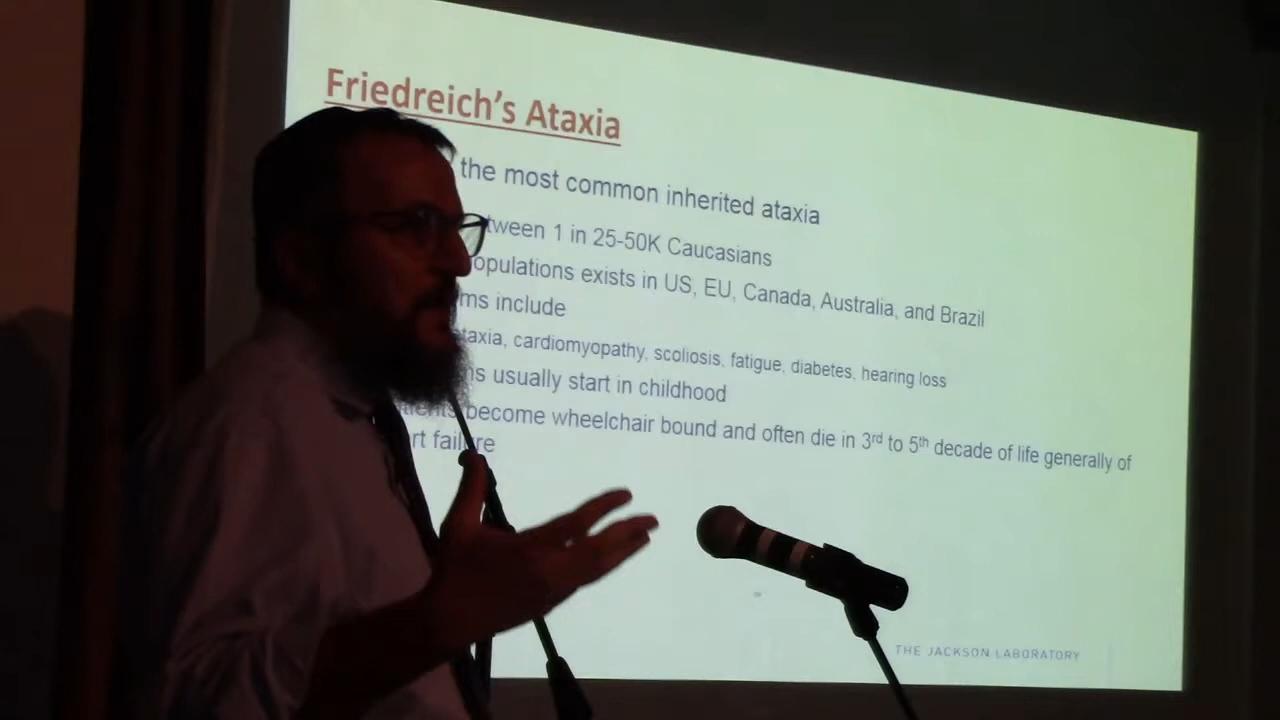 Friedreich's Ataxia
the most common inherited ataxia
tween 1 in 25-50K Caucasians
opulations exists in US, EU, Canada, Australia, and Brazil
ms include
taxia, cardiomyopathy, scoliosis, fatigue, diabetes, hearing loss
ns usually start in childhood
tients become wheelchair bound and often die in 3rd to 5th decade of life generally of
rt failure
THE JACKSON LABORATORY